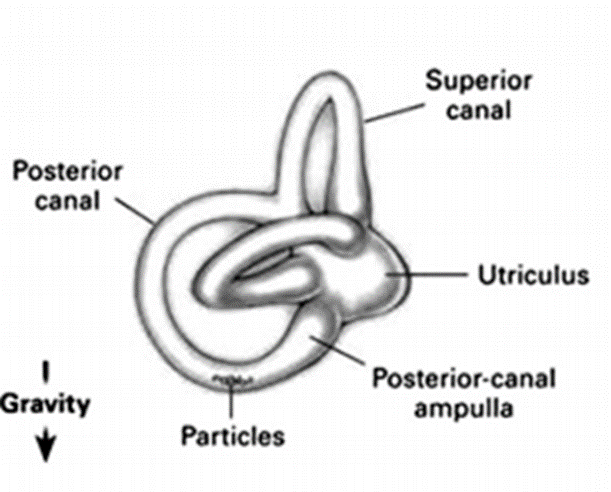 Superior
canal
Posterior
canal
Utriculus
Gravity
Posterior-canal
ampulla
Particles